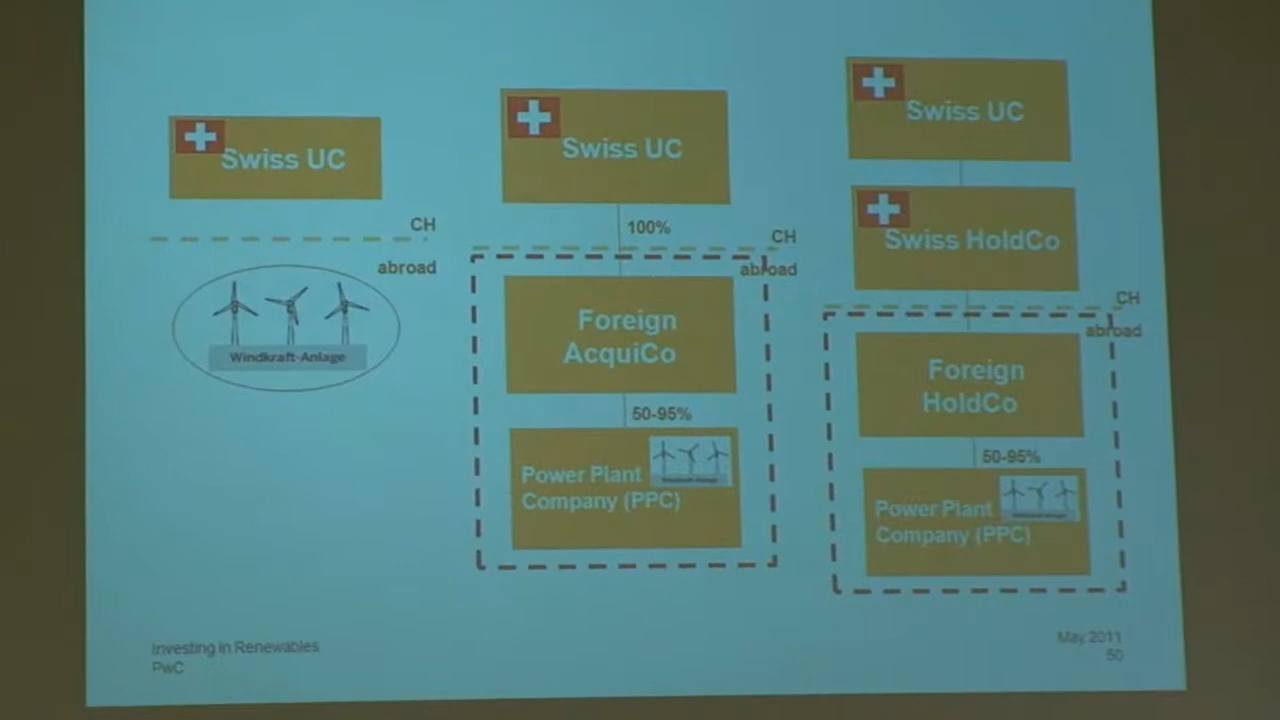 Swiss UC
CH
abroad
Windkraft-Anlage
Swiss UC
100%
CH
abroad
Foreign
AcquiCo
50-95%
Power Plant
Company (PPC)
Swiss UC
Swiss HoldCo
CH
abroad
Foreign
HoldCo
50-95%
Power Plant
Company (PPC)
Investing in Renewables
PwC
May 2011
50